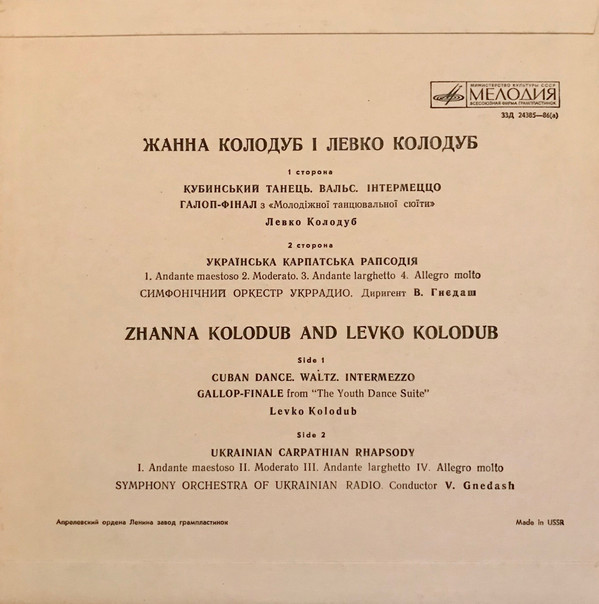 МИНИСТЕРСТВО КУЛЬТУРЫ СССР
МЕЛОДИЯ
ВСЕСОЮЗНАЯ ФИРМА ГРАМПЛАСТИНОК
33Д 24385—86(а)
ЖАННА КОЛОДУБ І ЛЕВКО КОЛОДУБ
1 сторона
КУБИНСЬКИЙ ТАНЕЦЬ. ВАЛЬС. ІНТЕРМЕЦЦО
ГАЛОП-ФІНАЛ з «Молодіжної танцювальної сюїти»
Левко Колодуб
2 сторона
УКРАЇНСЬКА КАРПАТСЬКА РАПСОДІЯ
1. Andante maestoso 2. Moderato. 3. Andante larghetto 4. Allegro molto
СИМФОНІЧНИЙ ОРКЕСТР УКРРАДИО. Диригент В. Гнєдаш
ZHANNA KOLODUB AND LEVKO KOLODUB
Side 1
CUBAN DANCE. WALTZ. INTERMEZZO
GALLOP-FINALE from "The Youth Dance Suite"
Levko Kolodub
Side 2
UKRAINIAN CARPATHIAN RHAPSODY
I. Andante maestoso II. Moderato III. Andante larghetto IV. Allegro molto
SYMPHONY ORCHESTRA OF UKRAINIAN RADIO. Conductor V. Gnedash
Апрелевский ордена Ленина завод грампластинок
Made in USSR